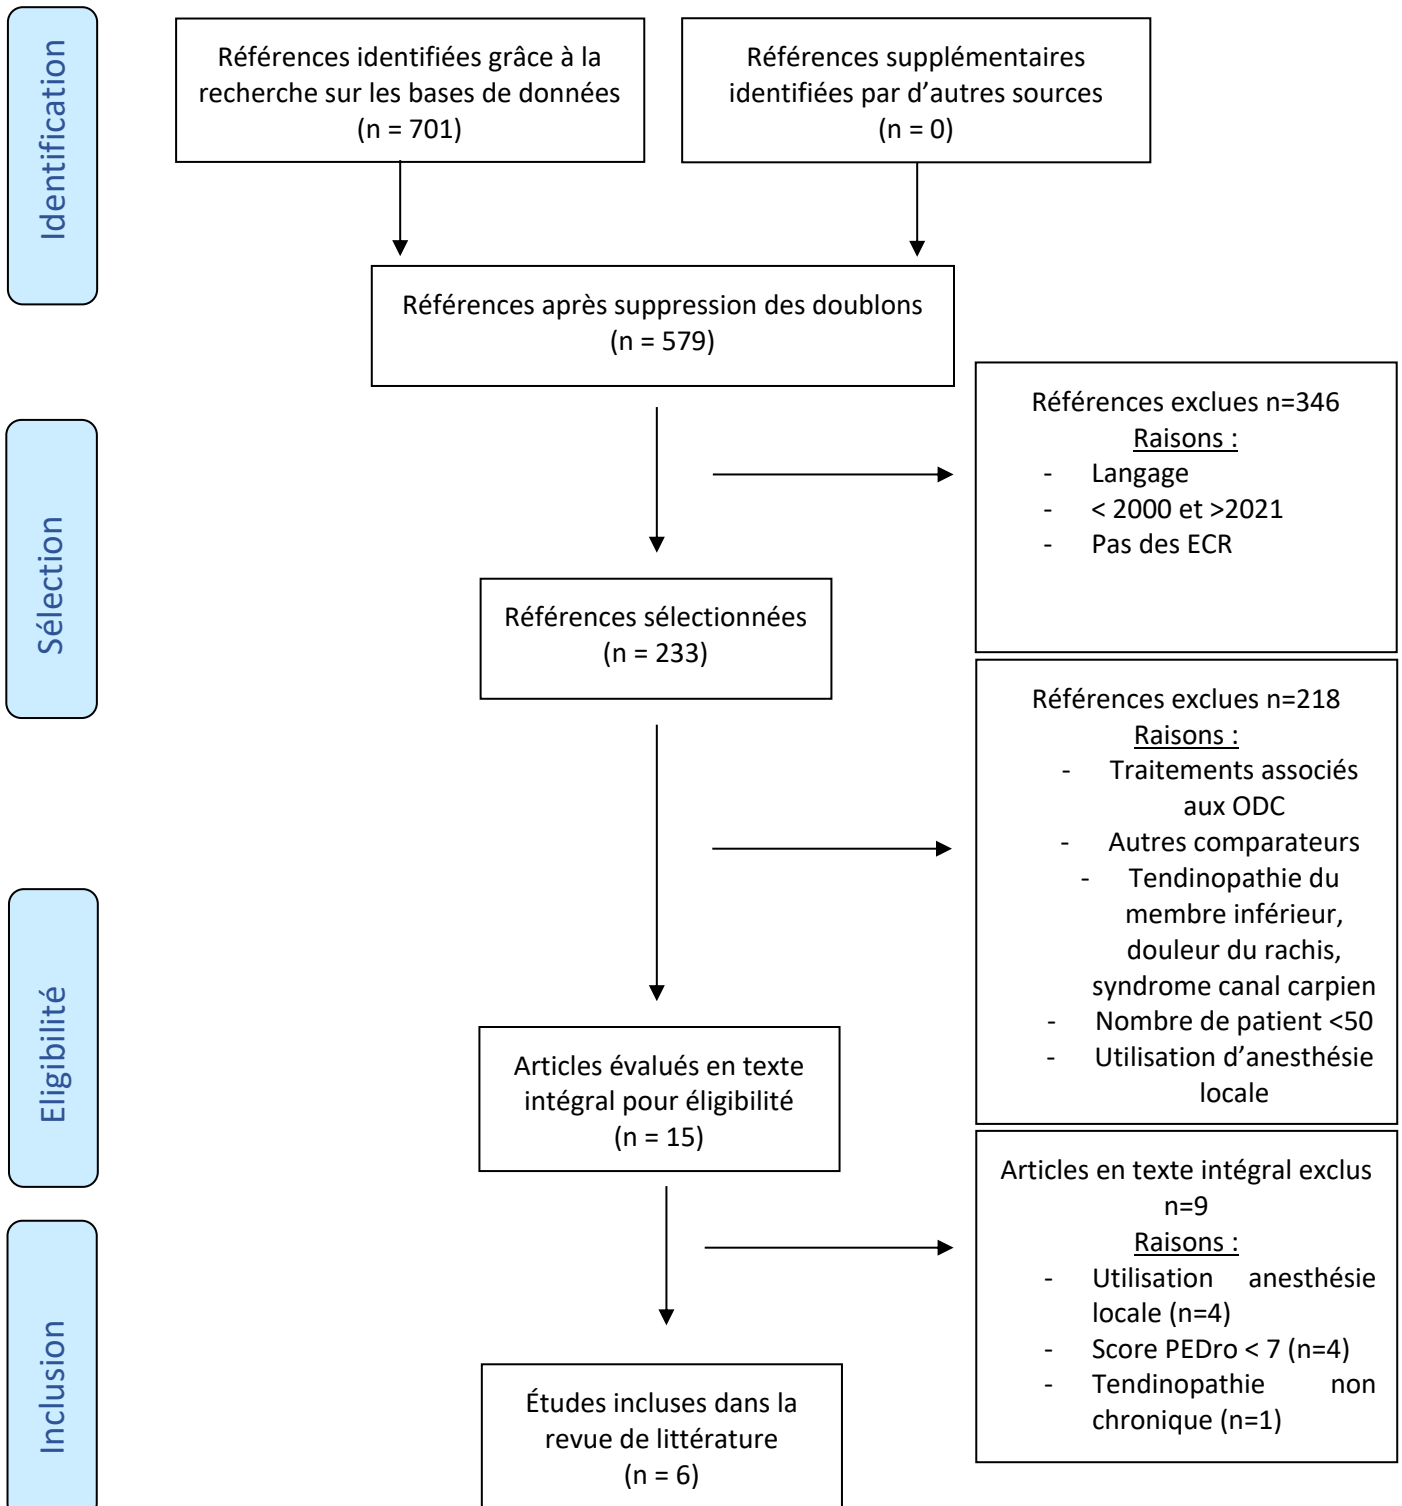 Identification
Références identifiées grâce à la
recherche sur les bases de données
(n = 701)
Références supplémentaires
identifiées par d'autres sources
(n = 0)
Références après suppression des doublons
(n = 579)
Sélection
Références exclues n=346
Raisons :
- Langage
- < 2000 et >2021
- Pas des ECR
Références sélectionnées
(n = 233)
Références exclues n=218
Raisons :
- Traitements associés
aux ODC
- Autres comparateurs
- Tendinopathie du
membre inférieur,
douleur du rachis,
syndrome canal carpien
- Nombre de patient <50
- Utilisation d'anesthésie
locale
Eligibilité
Articles évalués en texte
intégral pour éligibilité
(n = 15)
Articles en texte intégral exclus
n=9
Raisons :
- Utilisation anesthésie
locale (n=4)
- Score PEDro < 7 (n=4)
- Tendinopathie non
chronique (n=1)
Inclusion
Études incluses dans la
revue de littérature
(n = 6)